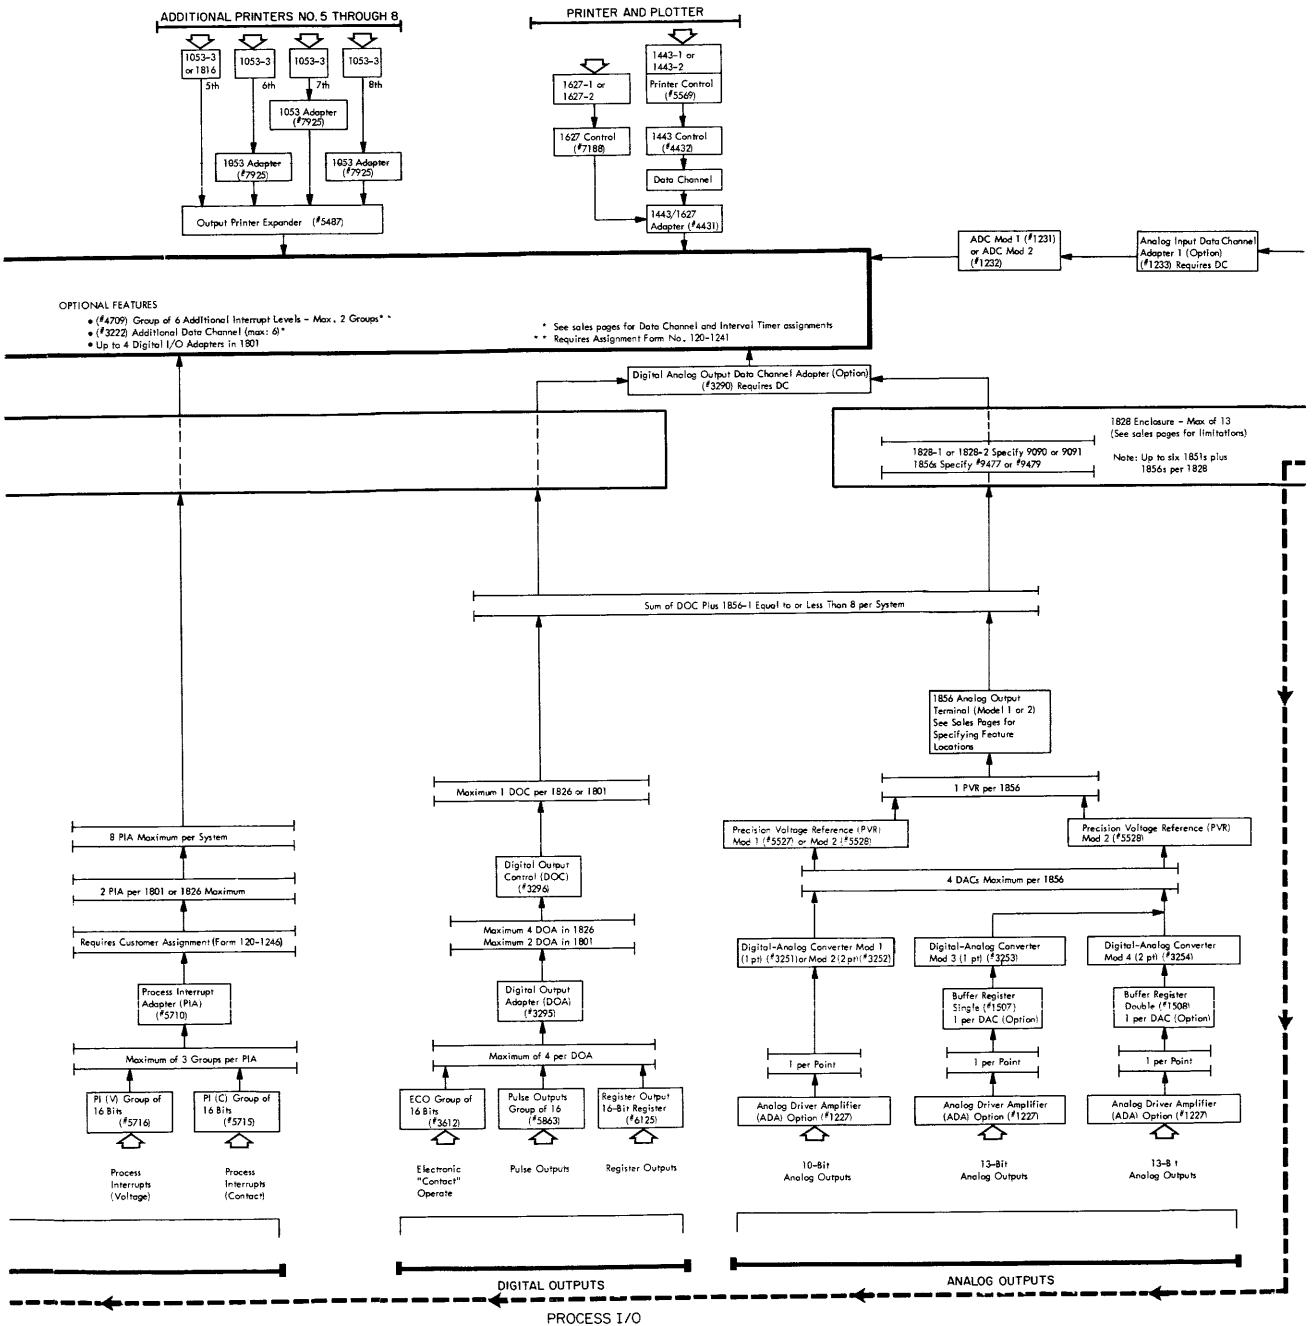 ADDITIONAL PRINTERS NO. 5 THROUGH 8
PRINTER AND PLOTTER
1053-3
or 1816
5th
1053-3
6th
1053-3
7th
1053-3
8th
1053 Adapter
(#7925)
1053 Adapter
(#7925)
1053 Adapter
(#7925)
Output Printer Expander (#5487)
1627-1 or
1627-2
1627 Control
(#7188)
1443-1 or
1443-2
Printer Control
(#5569)
1443 Control
(#4432)
Data Channel
1443/1627
Adapter (#4431)
ADC Mod 1 (#1231)
or ADC Mod 2
(#1232)
Analog Input Data Channel
Adapter 1 (Option)
(#1233) Requires DC
OPTIONAL FEATURES
• (#4709) Group of 6 Additional Interrupt Levels - Max. 2 Groups* *
• (#3222) Additional Data Channel (max: 6)*
• Up to 4 Digital I/O Adapters in 1801
* See sales pages for Data Channel and Interval Timer assignments
* * Requires Assignment Form No. 120-1241
Digital Analog Output Data Channel Adapter (Option)
(#3290) Requires DC
1828 Enclosure - Max of 13
(See sales pages for limitations)
Note: Up to six 1851s plus
1856s per 1828
1828-1 or 1828-2 Specify 9090 or 9091
1856s Specify #9477 or #9479
Sum of DOC Plus 1856-1 Equal to or Less Than 8 per System
1856 Analog Output
Terminal (Model 1 or 2)
See Sales Pages for
Specifying Feature
Locations
1 PVR per 1856
Precision Voltage Reference (PVR)
Mod 1 (#5527) or Mod 2 (#5528)
Precision Voltage Reference (PVR)
Mod 2 (#5528)
4 DACs Maximum per 1856
Digital-Analog Converter Mod 1
(1 pt) (#3251) or Mod 2 (2 pt) (#3252)
Digital-Analog Converter
Mod 3 (1 pt) (#3253)
Digital-Analog Converter
Mod 4 (2 pt) (#3254)
Buffer Register
Single (#1507)
1 per DAC (Option)
Buffer Register
Double (#1508)
1 per DAC (Option)
1 per Point
1 per Point
1 per Point
Analog Driver Amplifier
(ADA) Option (#1227)
Analog Driver Amplifier
(ADA) Option (#1227)
Analog Driver Amplifier
(ADA) Option (#1227)
10-Bit
Analog Outputs
13-Bit
Analog Outputs
13-B t
Analog Outputs
Maximum 1 DOC per 1826 or 1801
Digital Output
Control (DOC)
(#3296)
Maximum 4 DOA in 1826
Maximum 2 DOA in 1801
Digital Output
Adapter (DOA)
(#3295)
Maximum of 4 per DOA
ECO Group of
16 Bits
(#3612)
Pulse Outputs
Group of 16
(#5863)
Register Output
16-Bit Register
(#6125)
Electronic
"Contact"
Operate
Pulse Outputs
Register Outputs
8 PIA Maximum per System
2 PIA per 1801 or 1826 Maximum
Requires Customer Assignment (Form 120-1246)
Process Interrupt
Adapter (PIA)
(#5710)
Maximum of 3 Groups per PIA
PI (V) Group of
16 Bits
(#5716)
PI (C) Group of
16 Bits
(#5715)
Process
Interrupts
(Voltage)
Process
Interrupts
(Contact)
DIGITAL OUTPUTS
ANALOG OUTPUTS
PROCESS I/O